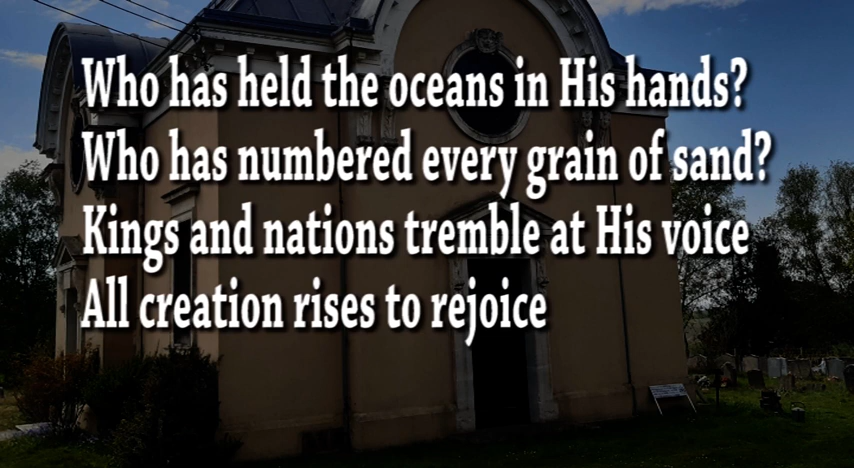 Who has held the oceans in His hands?
Who has numbered every grain of sand?
Kings and nations tremble at His voice
All creation rises to rejoice